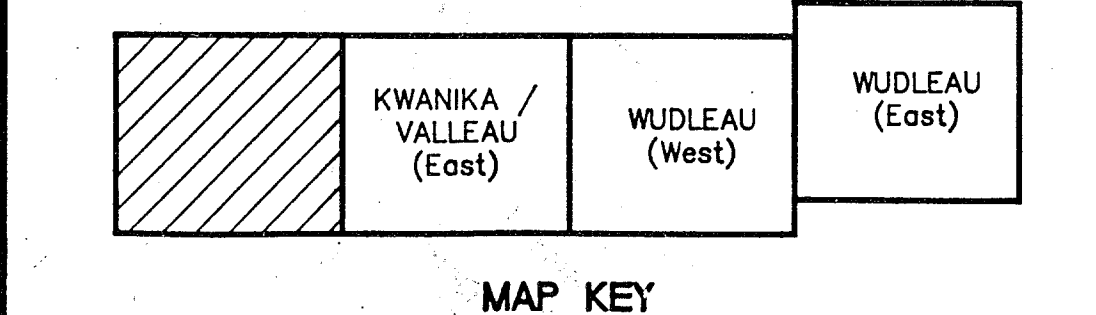 KWANIKA /
VALLEAU
(East)
WUDLEAU
(West)
WUDLEAU
(East)
MAP KEY